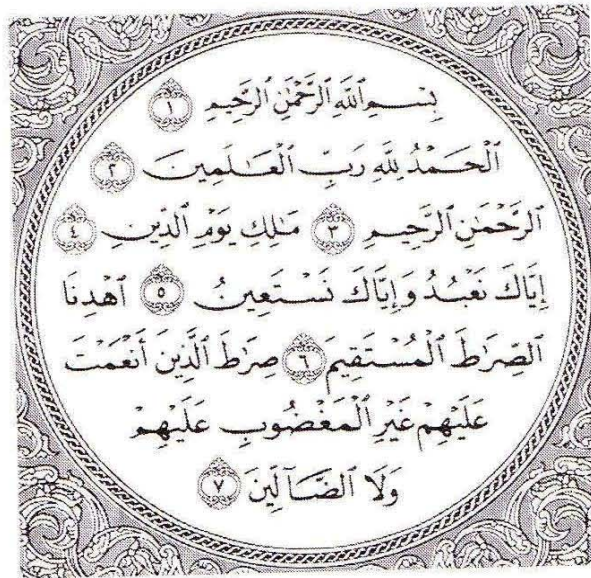 بِسْمِ ٱللَّهِ ٱلرَّحْمَٰنِ ٱلرَّحِيمِ ١
ٱلْحَمْدُ لِلَّهِ رَبِّ ٱلْعَٰلَمِينَ ٢
ٱلرَّحْمَٰنِ ٱلرَّحِيمِ ٣ مَٰلِكِ يَوْمِ ٱلدِّينِ ٤
إِيَّاكَ نَعْبُدُ وَإِيَّاكَ نَسْتَعِينُ ٥ ٱهْدِنَا
ٱلصِّرَٰطَ ٱلْمُسْتَقِيمَ ٦ صِرَٰطَ ٱلَّذِينَ أَنْعَمْتَ
عَلَيْهِمْ غَيْرِ ٱلْمَغْضُوبِ عَلَيْهِمْ
وَلَا ٱلضَّآلِّينَ ٧